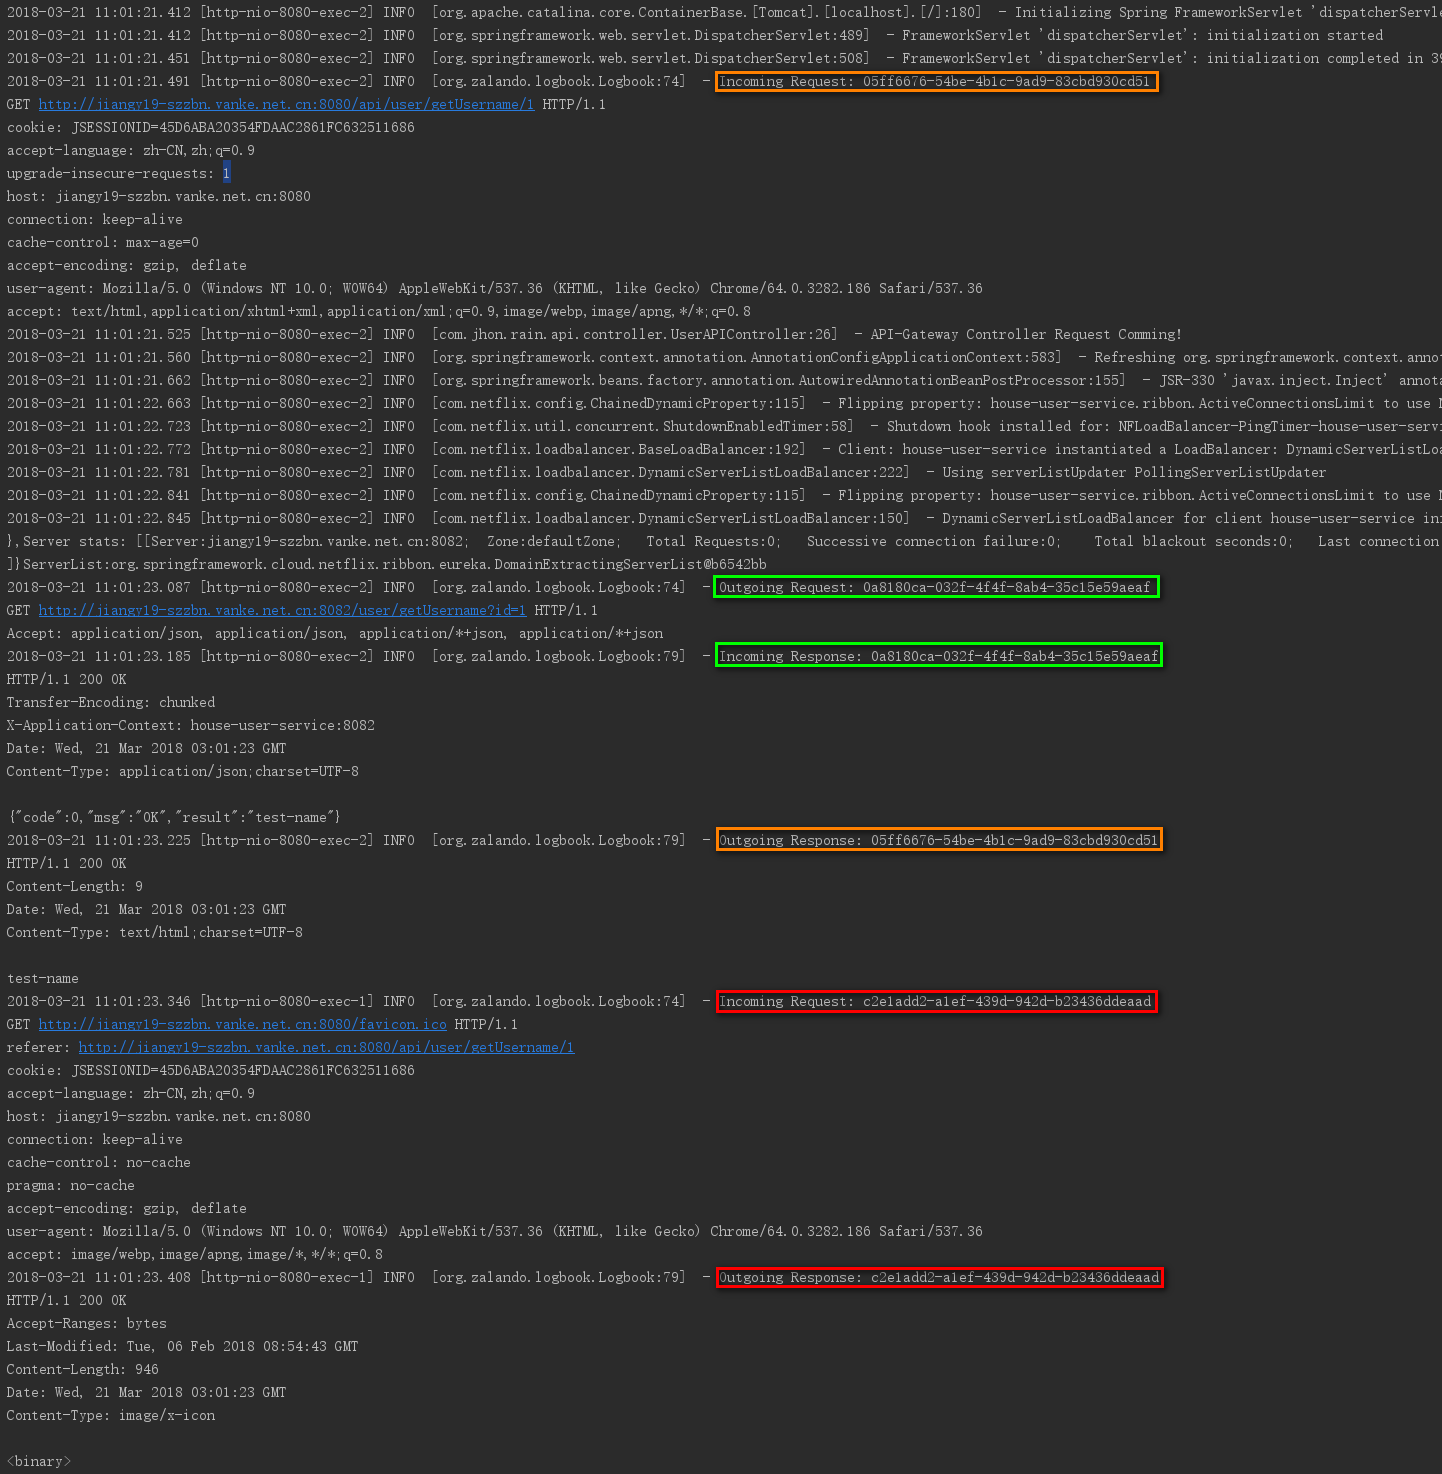 2018-03-21 11:01:21.412 [http-nio-8080-exec-2] INFO  [org.apache.catalina.core.ContainerBase.[Tomcat].[localhost].[/]:180]  - Initializing Spring FrameworkServlet 'dispatcherServle
2018-03-21 11:01:21.412 [http-nio-8080-exec-2] INFO  [org.springframework.web.servlet.DispatcherServlet:489]  - FrameworkServlet 'dispatcherServlet': initialization started
2018-03-21 11:01:21.451 [http-nio-8080-exec-2] INFO  [org.springframework.web.servlet.DispatcherServlet:508]  - FrameworkServlet 'dispatcherServlet': initialization completed in 39
2018-03-21 11:01:21.491 [http-nio-8080-exec-2] INFO  [org.zalando.logbook.Logbook:74]  - Incoming Request: 05ff6676-54be-4b1c-9ad9-83cbd930cd51
GET http://jiangy19-szzbn.vanke.net.cn:8080/api/user/getUsername/1 HTTP/1.1
cookie: JSESSIONID=45D6ABA20354FDAAC2861FC632511686
accept-language: zh-CN,zh;q=0.9
upgrade-insecure-requests: 1
host: jiangy19-szzbn.vanke.net.cn:8080
connection: keep-alive
cache-control: max-age=0
accept-encoding: gzip, deflate
user-agent: Mozilla/5.0 (Windows NT 10.0; WOW64) AppleWebKit/537.36 (KHTML, like Gecko) Chrome/64.0.3282.186 Safari/537.36
accept: text/html,application/xhtml+xml,application/xml;q=0.9,image/webp,image/apng,*/*;q=0.8
2018-03-21 11:01:21.525 [http-nio-8080-exec-2] INFO  [com.jhon.rain.api.controller.UserAPIController:26]  - API-Gateway Controller Request Comming!
2018-03-21 11:01:21.560 [http-nio-8080-exec-2] INFO  [org.springframework.context.annotation.AnnotationConfigApplicationContext:583]  - Refreshing org.springframework.context.annot
2018-03-21 11:01:21.662 [http-nio-8080-exec-2] INFO  [org.springframework.beans.factory.annotation.AutowiredAnnotationBeanPostProcessor:155]  - JSR-330 'javax.inject.Inject' annota
2018-03-21 11:01:22.663 [http-nio-8080-exec-2] INFO  [com.netflix.config.ChainedDynamicProperty:115]  - Flipping property: house-user-service.ribbon.ActiveConnectionsLimit to use N
2018-03-21 11:01:22.723 [http-nio-8080-exec-2] INFO  [com.netflix.util.concurrent.ShutdownEnabledTimer:58]  - Shutdown hook installed for: NFLoadBalancer-PingTimer-house-user-servi
2018-03-21 11:01:22.772 [http-nio-8080-exec-2] INFO  [com.netflix.loadbalancer.BaseLoadBalancer:192]  - Client: house-user-service instantiated a LoadBalancer: DynamicServerListLoa
2018-03-21 11:01:22.781 [http-nio-8080-exec-2] INFO  [com.netflix.loadbalancer.DynamicServerListLoadBalancer:222]  - Using serverListUpdater PollingServerListUpdater
2018-03-21 11:01:22.841 [http-nio-8080-exec-2] INFO  [com.netflix.config.ChainedDynamicProperty:115]  - Flipping property: house-user-service.ribbon.ActiveConnectionsLimit to use N
2018-03-21 11:01:22.845 [http-nio-8080-exec-2] INFO  [com.netflix.loadbalancer.DynamicServerListLoadBalancer:150]  - DynamicServerListLoadBalancer for client house-user-service ini
},Server stats: [[Server:jiangy19-szzbn.vanke.net.cn:8082;  Zone:defaultZone;   Total Requests:0;   Successive connection failure:0;    Total blackout seconds:0;   Last connection
]}ServerList:org.springframework.cloud.netflix.ribbon.eureka.DomainExtractingServerList@b6542bb
2018-03-21 11:01:23.087 [http-nio-8080-exec-2] INFO  [org.zalando.logbook.Logbook:74]  - Outgoing Request: 0a8180ca-032f-4f4f-8ab4-35c15e59aeaf
GET http://jiangy19-szzbn.vanke.net.cn:8082/user/getUsername?id=1 HTTP/1.1
Accept: application/json, application/json, application/*+json, application/*+json
2018-03-21 11:01:23.185 [http-nio-8080-exec-2] INFO  [org.zalando.logbook.Logbook:79]  - Incoming Response: 0a8180ca-032f-4f4f-8ab4-35c15e59aeaf
HTTP/1.1 200 OK
Transfer-Encoding: chunked
X-Application-Context: house-user-service:8082
Date: Wed, 21 Mar 2018 03:01:23 GMT
Content-Type: application/json;charset=UTF-8
{"code":0,"msg":"OK","result":"test-name"}
2018-03-21 11:01:23.225 [http-nio-8080-exec-2] INFO  [org.zalando.logbook.Logbook:79]  - Outgoing Response: 05ff6676-54be-4b1c-9ad9-83cbd930cd51
HTTP/1.1 200 OK
Content-Length: 9
Date: Wed, 21 Mar 2018 03:01:23 GMT
Content-Type: text/html;charset=UTF-8
test-name
2018-03-21 11:01:23.346 [http-nio-8080-exec-1] INFO  [org.zalando.logbook.Logbook:74]  - Incoming Request: c2e1add2-a1ef-439d-942d-b23436ddeaad
GET http://jiangy19-szzbn.vanke.net.cn:8080/favicon.ico HTTP/1.1
referer: http://jiangy19-szzbn.vanke.net.cn:8080/api/user/getUsername/1
cookie: JSESSIONID=45D6ABA20354FDAAC2861FC632511686
accept-language: zh-CN,zh;q=0.9
host: jiangy19-szzbn.vanke.net.cn:8080
connection: keep-alive
cache-control: no-cache
pragma: no-cache
accept-encoding: gzip, deflate
user-agent: Mozilla/5.0 (Windows NT 10.0; WOW64) AppleWebKit/537.36 (KHTML, like Gecko) Chrome/64.0.3282.186 Safari/537.36
accept: image/webp,image/apng,image/*,*/*;q=0.8
2018-03-21 11:01:23.408 [http-nio-8080-exec-1] INFO  [org.zalando.logbook.Logbook:79]  - Outgoing Response: c2e1add2-a1ef-439d-942d-b23436ddeaad
HTTP/1.1 200 OK
Accept-Ranges: bytes
Last-Modified: Tue, 06 Feb 2018 08:54:43 GMT
Content-Length: 946
Date: Wed, 21 Mar 2018 03:01:23 GMT
Content-Type: image/x-icon
<binary>